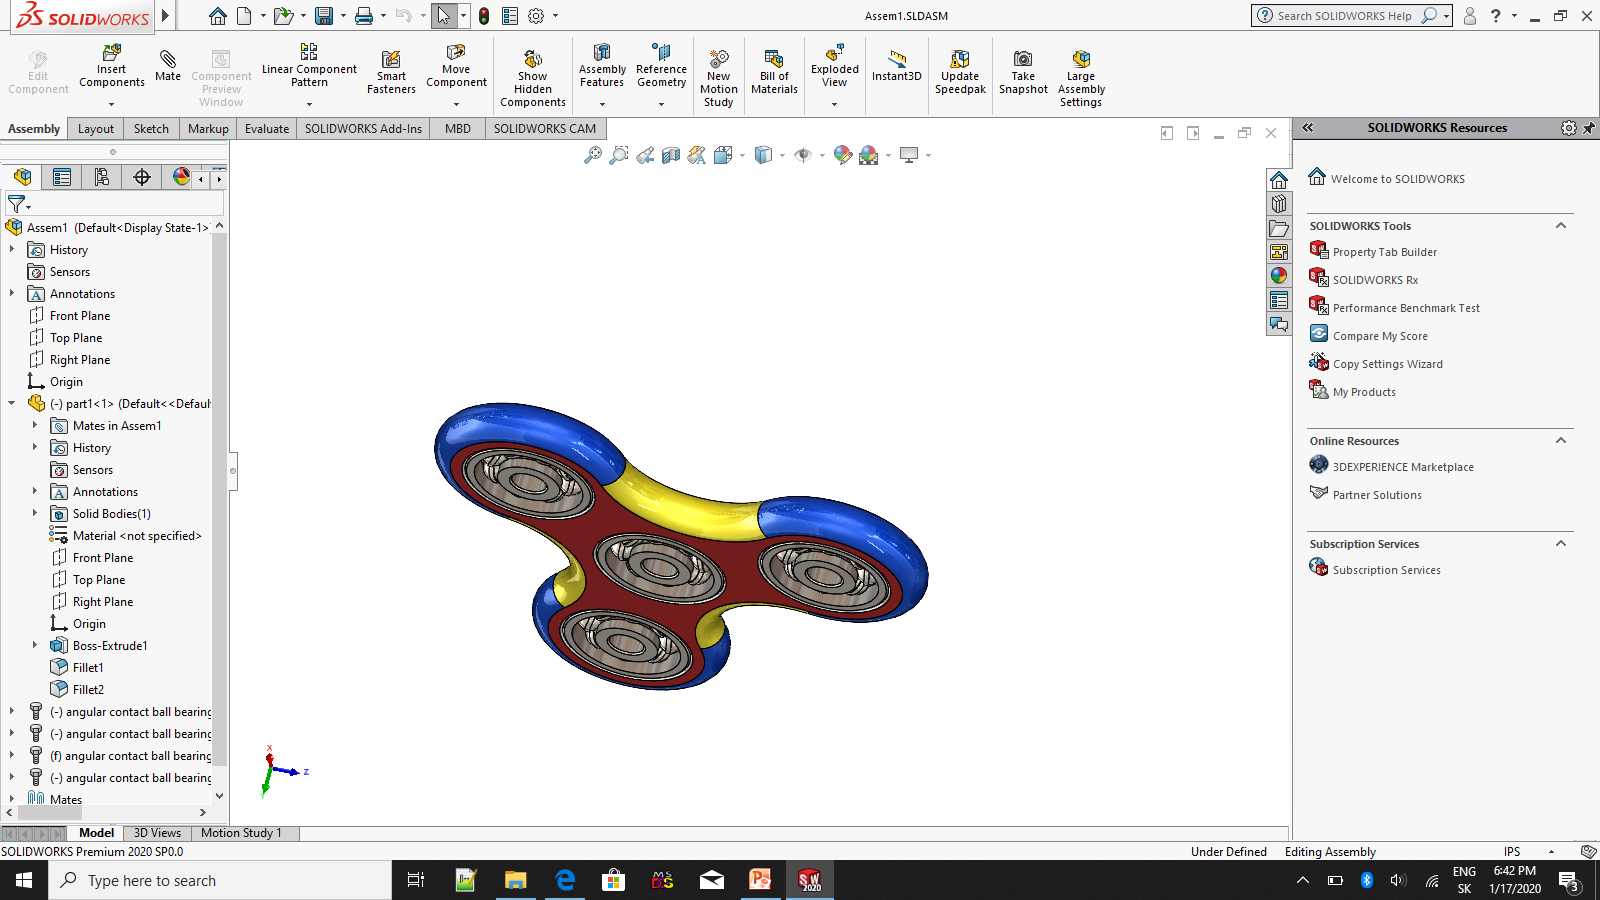 SOLIDWORKS
Assem1.SLDASM
Search SOLIDWORKS Help
Edit Component
Insert Components
Mate
Component Preview Window
Linear Component Pattern
Smart Fasteners
Move Component
Show Hidden Components
Assembly Features
Reference Geometry
New Motion Study
Bill of Materials
Exploded View
Instant3D
Update Speedpak
Take Snapshot
Large Assembly Settings
Assembly
Layout
Sketch
Markup
Evaluate
SOLIDWORKS Add-Ins
MBD
SOLIDWORKS CAM
Assem1 (Default<Display State-1>
History
Sensors
Annotations
Front Plane
Top Plane
Right Plane
Origin
(-) part1<1> (Default<<Defaul
Mates in Assem1
History
Sensors
Annotations
Solid Bodies(1)
Material <not specified>
Front Plane
Top Plane
Right Plane
Origin
Boss-Extrude1
Fillet1
Fillet2
(-) angular contact ball bearing
(-) angular contact ball bearing
(f) angular contact ball bearing
(-) angular contact ball bearing
Mates
X
Z
Y
SOLIDWORKS Resources
Welcome to SOLIDWORKS
SOLIDWORKS Tools
Property Tab Builder
SOLIDWORKS Rx
Performance Benchmark Test
Compare My Score
Copy Settings Wizard
My Products
Online Resources
3DEXPERIENCE Marketplace
Partner Solutions
Subscription Services
Subscription Services
Model
3D Views
Motion Study 1
SOLIDWORKS Premium 2020 SP0.0
Under Defined
Editing Assembly
IPS
Type here to search
ENG
SK
6:42 PM
1/17/2020
3